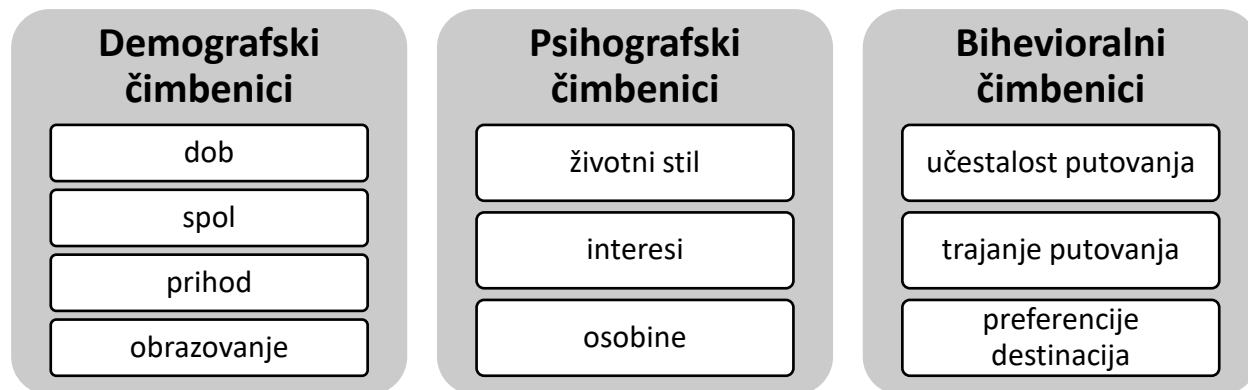 Demografski
čimbenici
dob
spol
prihod
obrazovanje
Psihografski
čimbenici
životni stil
interesi
osobine
Bihevioralni
čimbenici
učestalost putovanja
trajanje putovanja
preferencije
destinacija